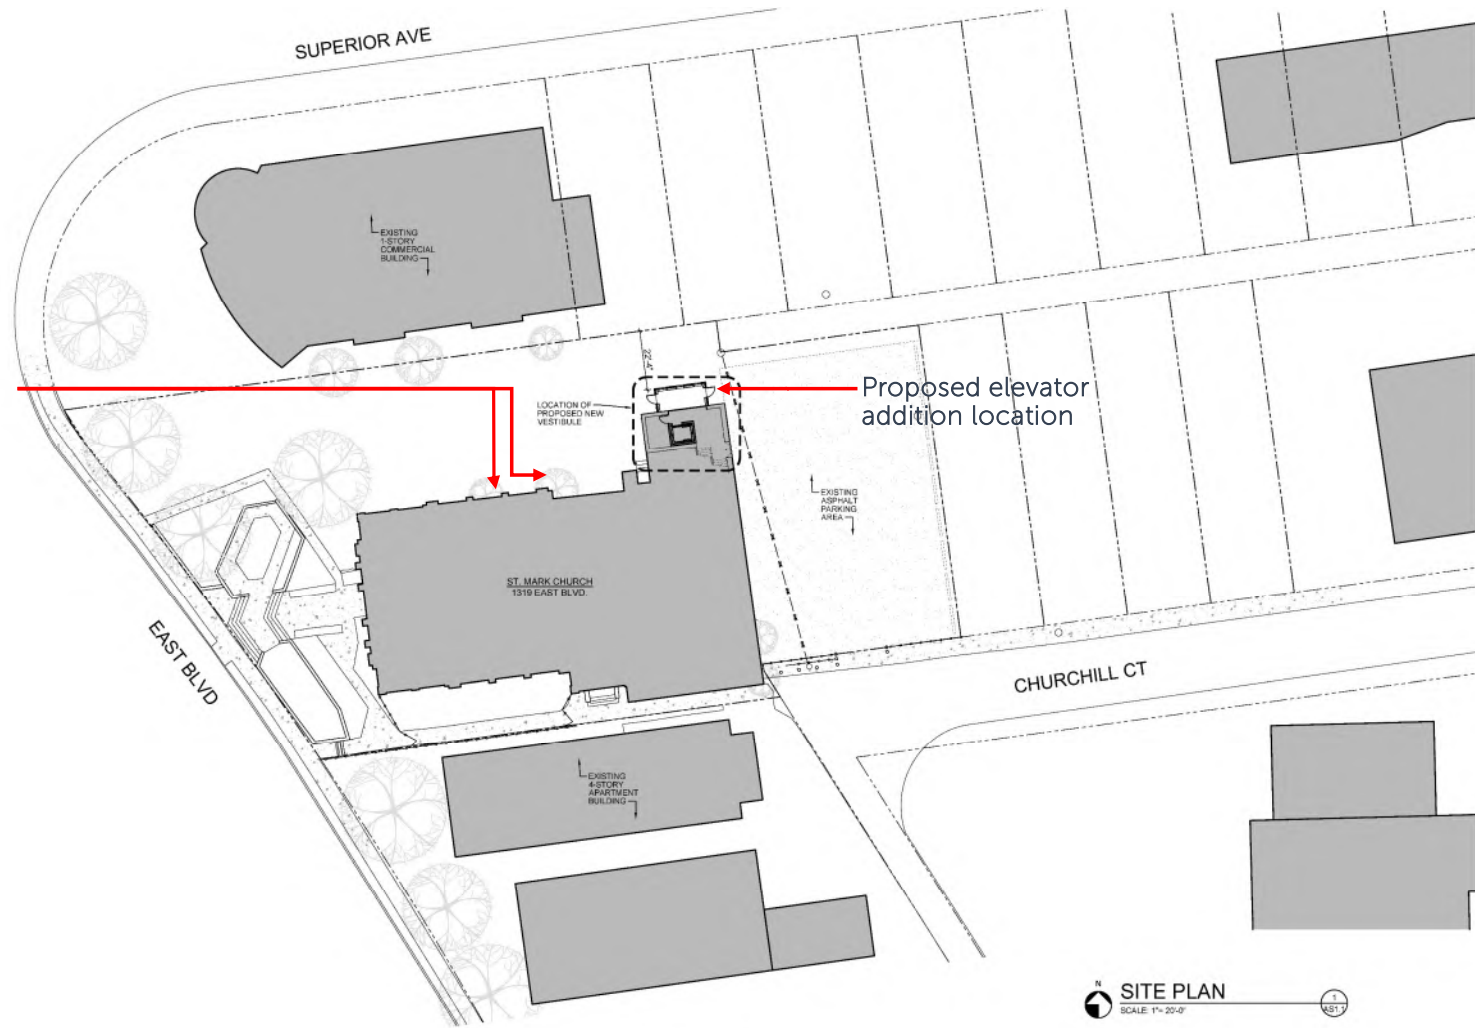 SUPERIOR AVE
EXISTING
1-STORY
COMMERCIAL
BUILDING
22'-4"
LOCATION OF
PROPOSED NEW
VESTIBULE
Proposed elevator
addition location
EXISTING
ASPHALT
PARKING
AREA
ST. MARK CHURCH
1319 EAST BLVD.
EAST BLVD
CHURCHILL CT
EXISTING
4-STORY
APARTMENT
BUILDING
N
SITE PLAN
SCALE: 1"= 20'-0"
1
AS1.1